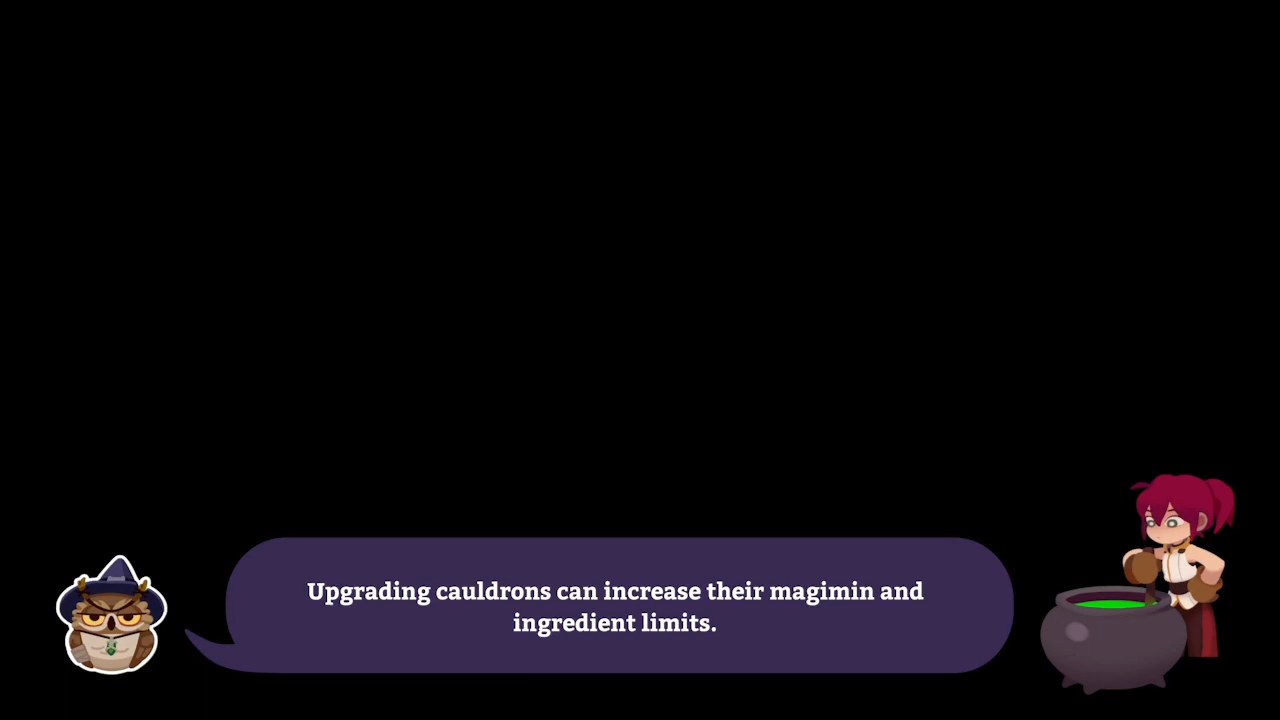 Upgrading cauldrons can increase their magimin and
ingredient limits.